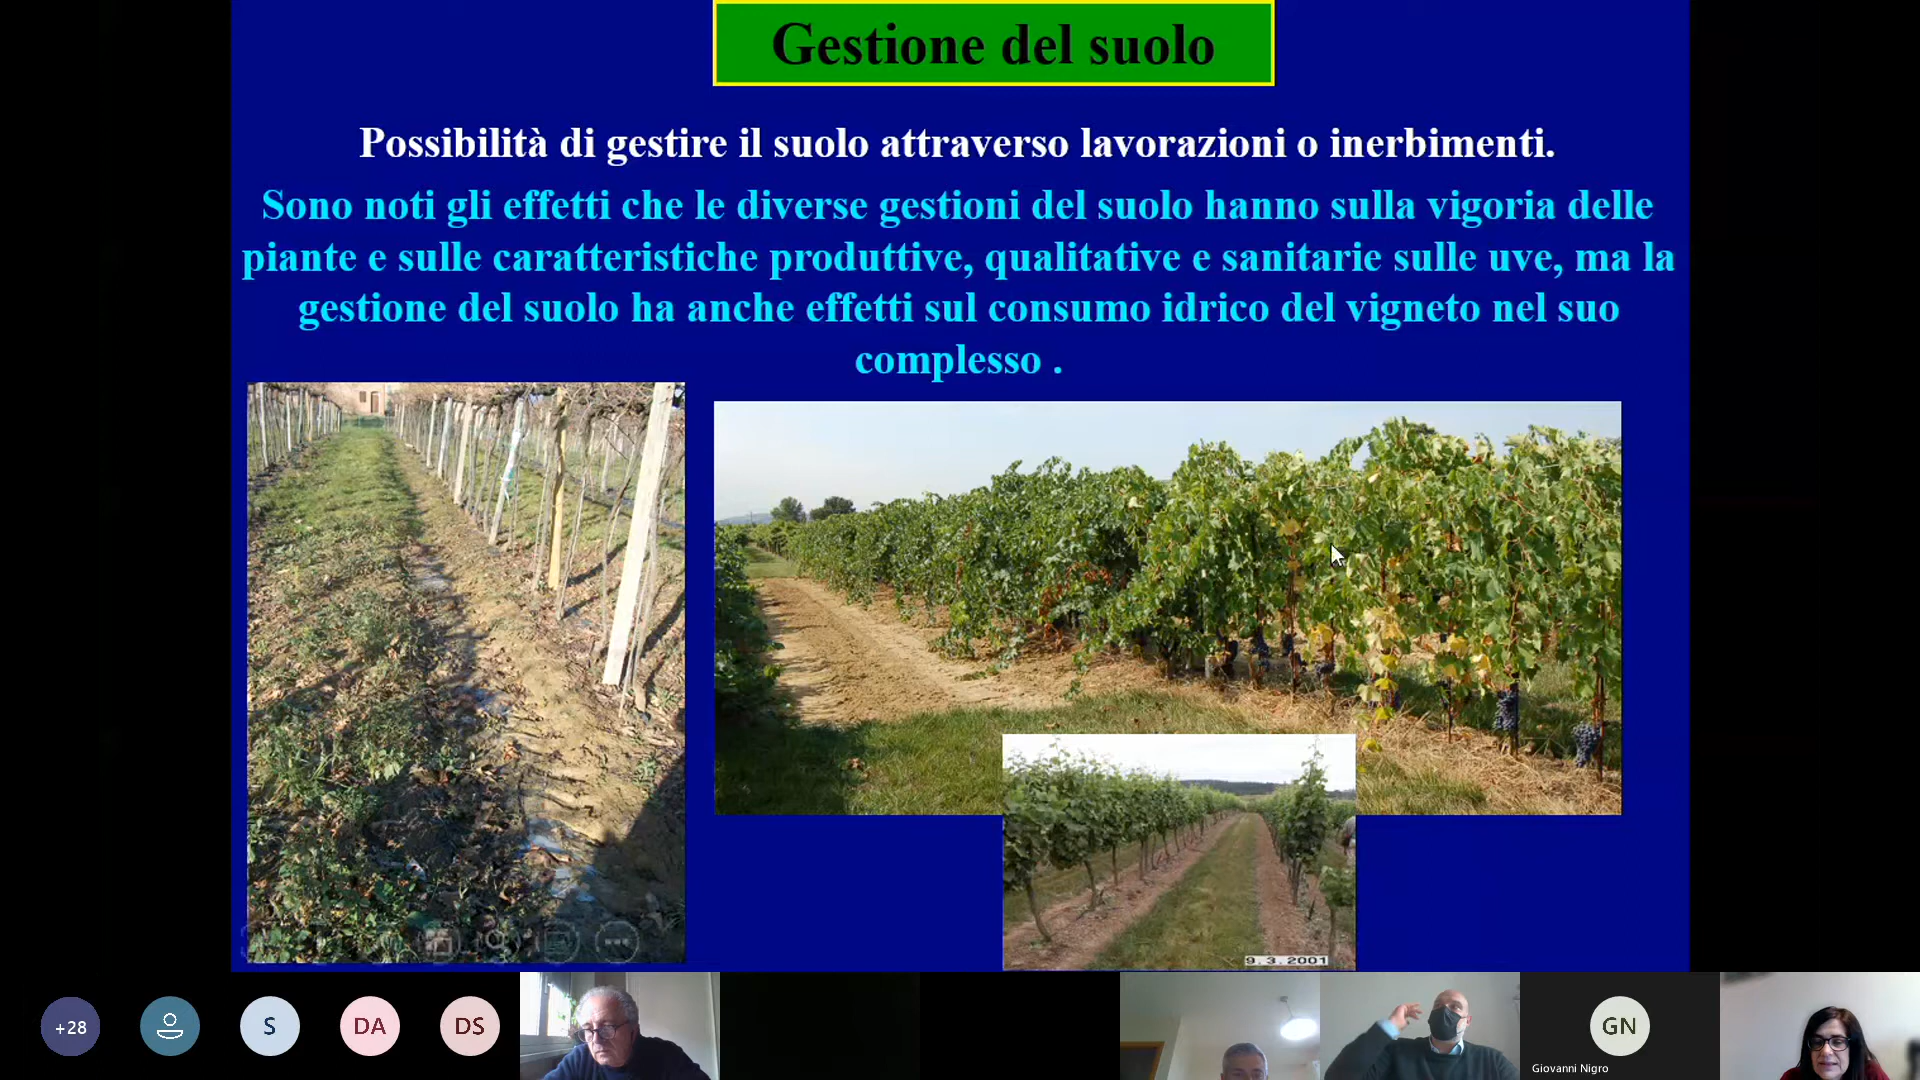 Gestione del suolo
Possibilità di gestire il suolo attraverso lavorazioni o inerbimenti.
Sono noti gli effetti che le diverse gestioni del suolo hanno sulla vigoria delle
piante e sulle caratteristiche produttive, qualitative e sanitarie sulle uve, ma la
gestione del suolo ha anche effetti sul consumo idrico del vigneto nel suo
complesso .
9. 3. 2001
+28
S
DA
DS
GN
Giovanni Nigro